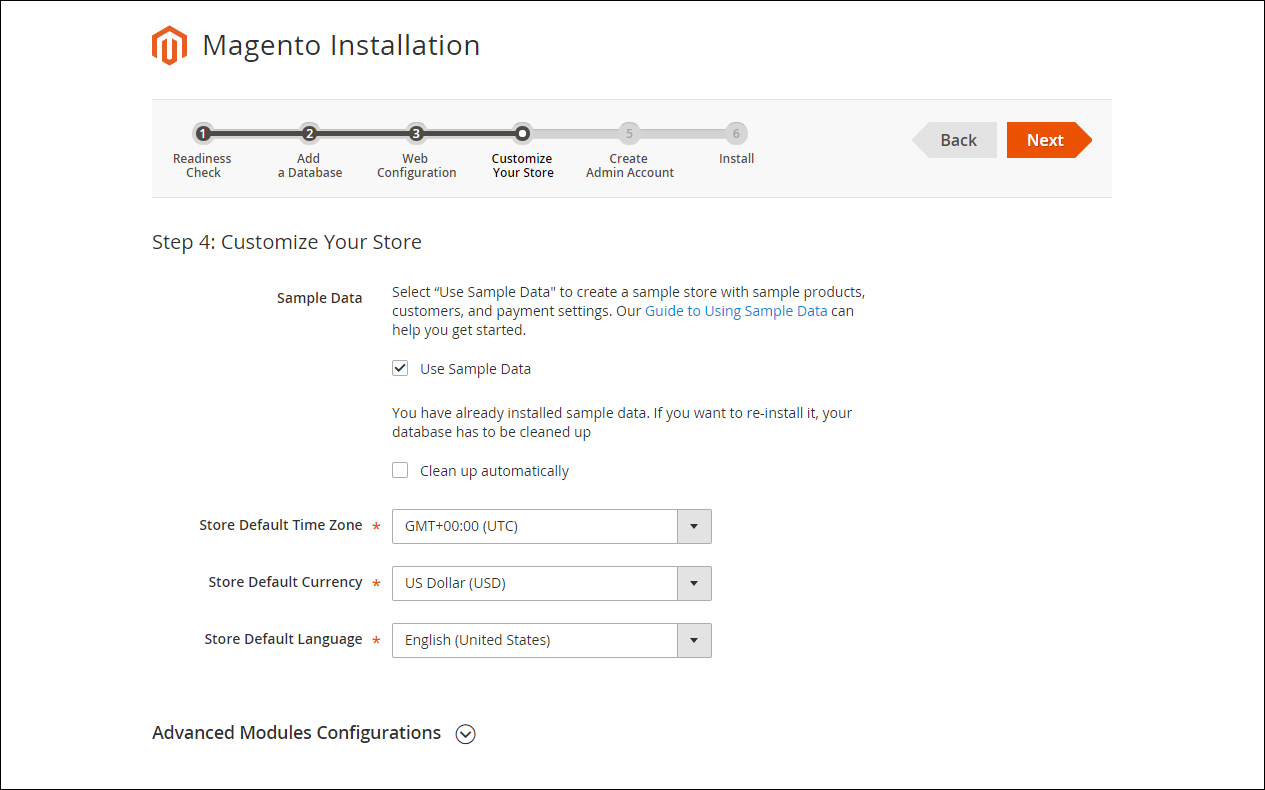 Magento Installation
1 2 3 5 6
Readiness Check
Add a Database
Web Configuration
Customize Your Store
Create Admin Account
Install
Back
Next
Step 4: Customize Your Store
Sample Data
Select “Use Sample Data" to create a sample store with sample products,
customers, and payment settings. Our Guide to Using Sample Data can
help you get started.
Use Sample Data
You have already installed sample data. If you want to re-install it, your
database has to be cleaned up
Clean up automatically
Store Default Time Zone * GMT+00:00 (UTC)
Store Default Currency * US Dollar (USD)
Store Default Language * English (United States)
Advanced Modules Configurations